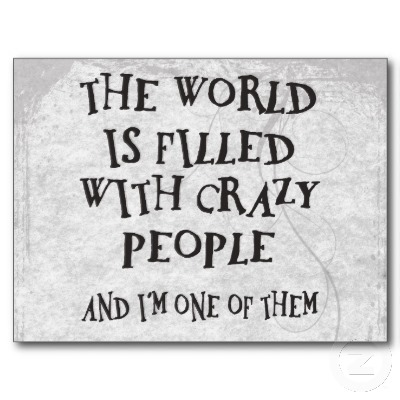 THE WORLD
IS FILLED
WITH CRAZY
PEOPLE
AND I'M ONE OF THEM